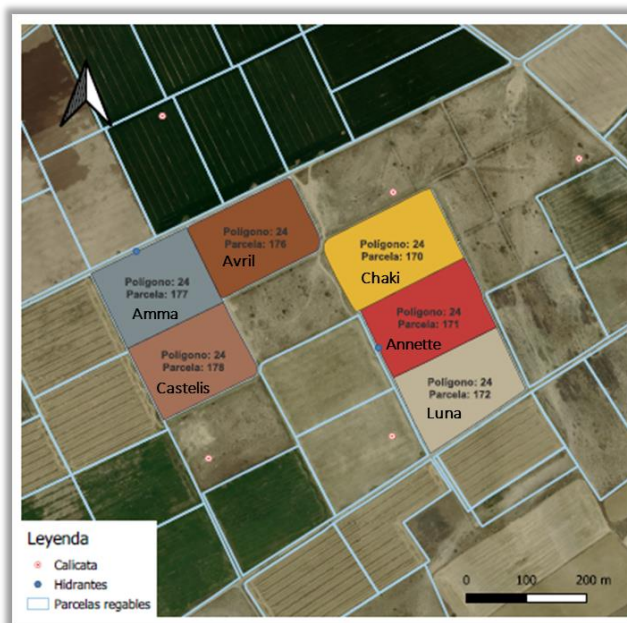 Polígono: 24
Parcela: 176
Avril
Polígono: 24
Parcela: 170
Chaki
Polígono: 24
Parcela: 177
Amma
Polígono: 24
Parcela: 171
Annette
Polígono: 24
Parcela: 178
Castelis
Polígono: 24
Parcela: 172
Luna
Leyenda
Calicata
Hidrantes
Parcelas regables
0 100 200 m